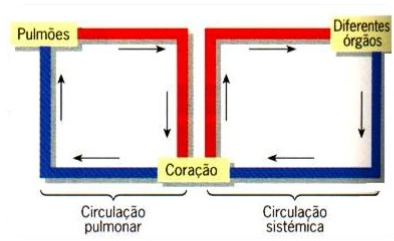 Pulmões
Diferentes
órgãos
Coração
Circulação
pulmonar
Circulação
sistémica